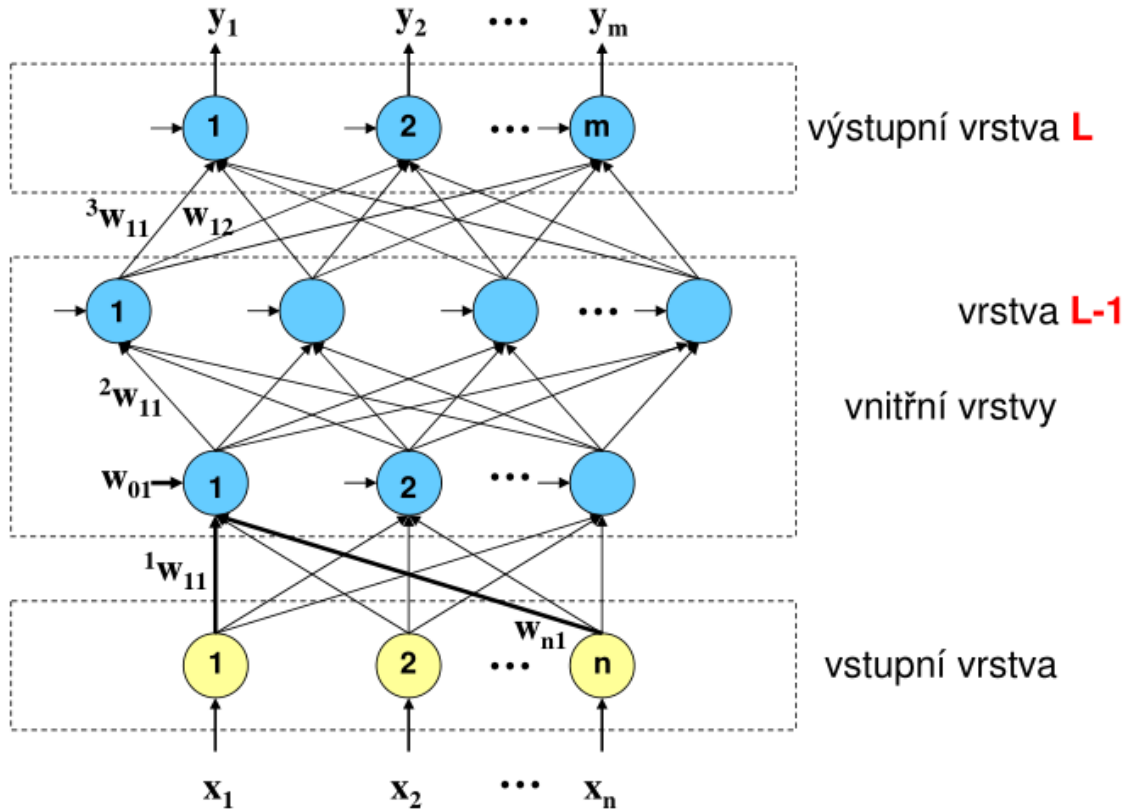 y₁ y₂ ••• yₘ
1 2 ••• m
výstupní vrstva L
³w₁₁ w₁₂
1 •••
vrstva L-1
²w₁₁
vnitřní vrstvy
w₀₁ 1 2 •••
¹w₁₁
wₙ₁
1 2 ••• n
vstupní vrstva
x₁ x₂ ••• xₙ